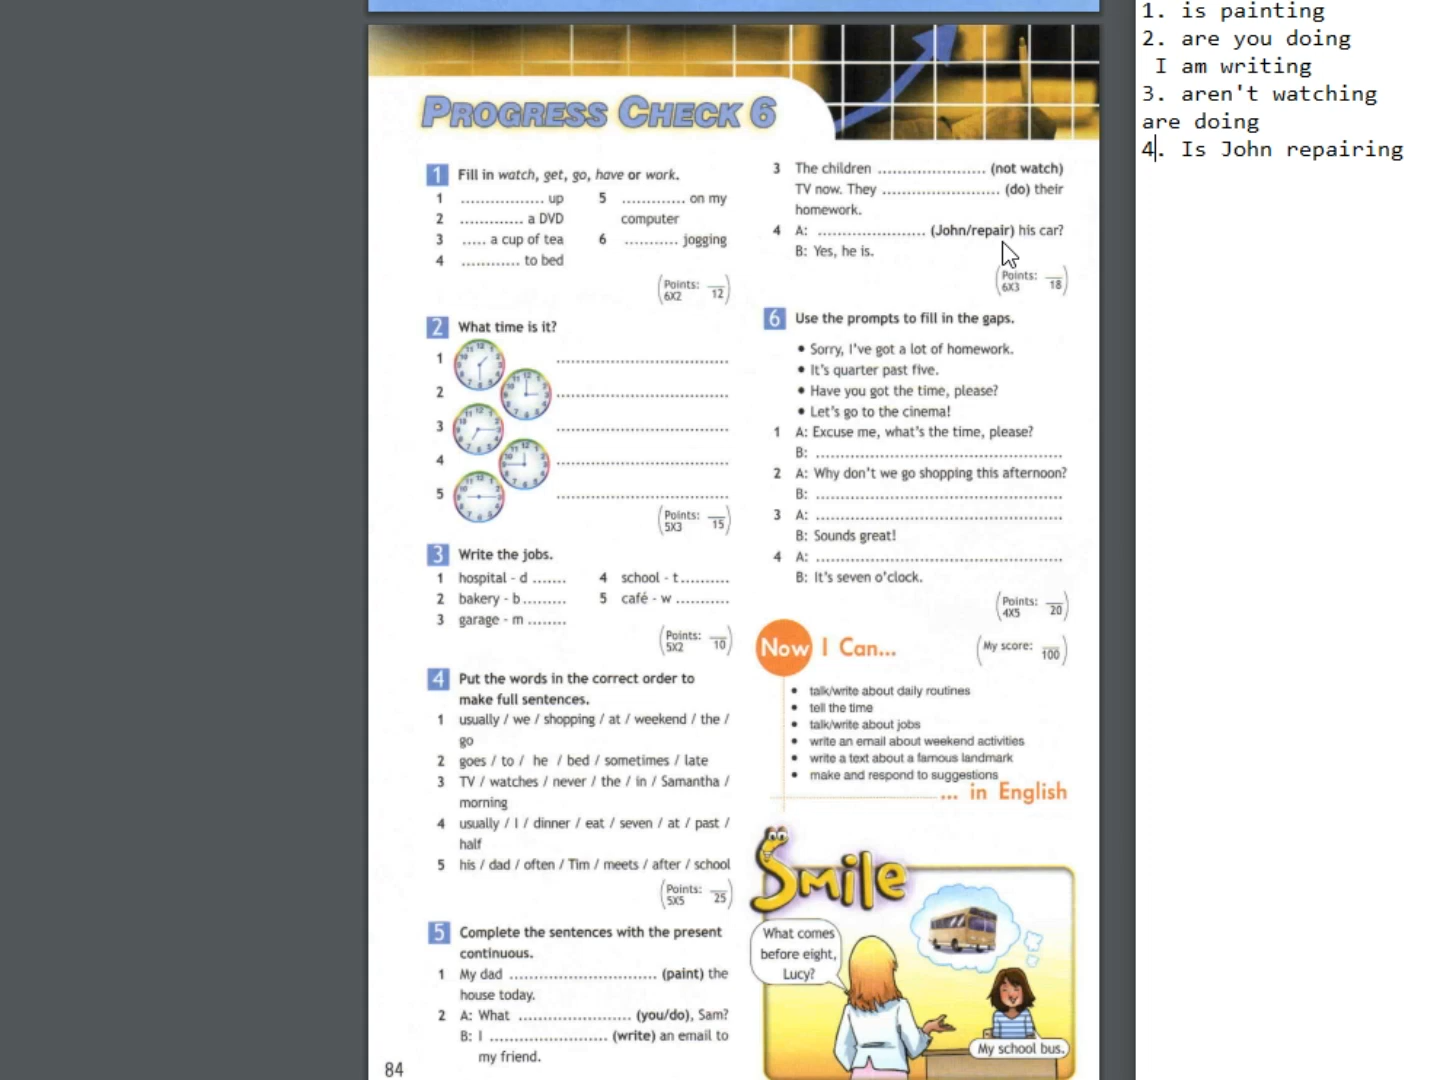 PROGRESS CHECK 6
1 Fill in watch, get, go, have or work.
1 .................. up
2 ............. a DVD
3 ..... a cup of tea
4 ............ to bed
5 ............. on my
computer
6 ........... jogging
(Points: 6X2 12)
2 What time is it?
1 ......................................
2 ......................................
3 ......................................
4 ......................................
5 ......................................
(Points: 5X3 15)
3 Write the jobs.
1 hospital - d .......
2 bakery - b.........
3 garage - m ........
4 school - t..........
5 café - w ...........
(Points: 5X2 10)
4 Put the words in the correct order to
make full sentences.
1 usually / we / shopping / at / weekend / the /
go
2 goes / to / he / bed / sometimes / late
3 TV / watches / never / the / in / Samantha /
morning
4 usually / I / dinner / eat / seven / at / past /
half
5 his / dad / often / Tim / meets / after / school
(Points: 5X5 25)
5 Complete the sentences with the present
continuous.
1 My dad ................................ (paint) the
house today.
2 A: What ........................ (you/do), Sam?
B: I ......................... (write) an email to
my friend.
84
3 The children ....................... (not watch)
TV now. They ......................... (do) their
homework.
4 A: ....................... (John/repair) his car?
B: Yes, he is.
(Points: 6X3 18)
6 Use the prompts to fill in the gaps.
• Sorry, I've got a lot of homework.
• It's quarter past five.
• Have you got the time, please?
• Let's go to the cinema!
1 A: Excuse me, what's the time, please?
B: .....................................................
2 A: Why don't we go shopping this afternoon?
B: .....................................................
3 A: .....................................................
B: Sounds great!
4 A: .....................................................
B: It's seven o'clock.
(Points: 4X5 20)
Now I Can...
(My score: 100)
• talk/write about daily routines
• tell the time
• talk/write about jobs
• write an email about weekend activities
• write a text about a famous landmark
• make and respond to suggestions
... in English
Smile
What comes
before eight,
Lucy?
My school bus.
1. is painting
2. are you doing
I am writing
3. aren't watching
are doing
4. Is John repairing